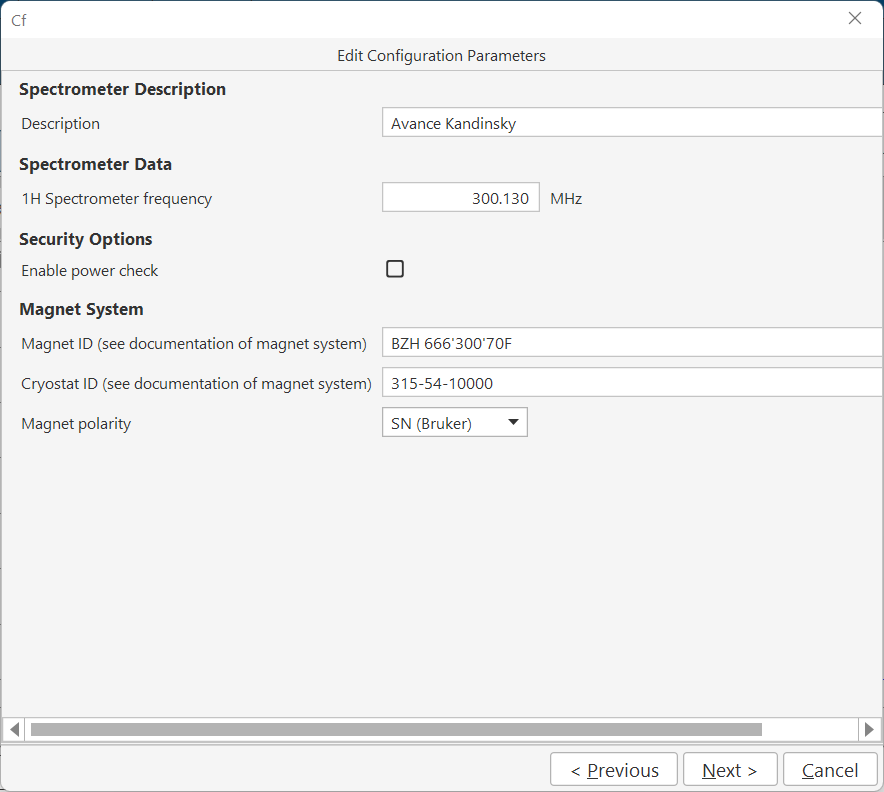 Cf
Edit Configuration Parameters
Spectrometer Description
Description Avance Kandinsky
Spectrometer Data
1H Spectrometer frequency 300.130 MHz
Security Options
Enable power check
Magnet System
Magnet ID (see documentation of magnet system) BZH 666'300'70F
Cryostat ID (see documentation of magnet system) 315-54-10000
Magnet polarity SN (Bruker)
< Previous Next > Cancel